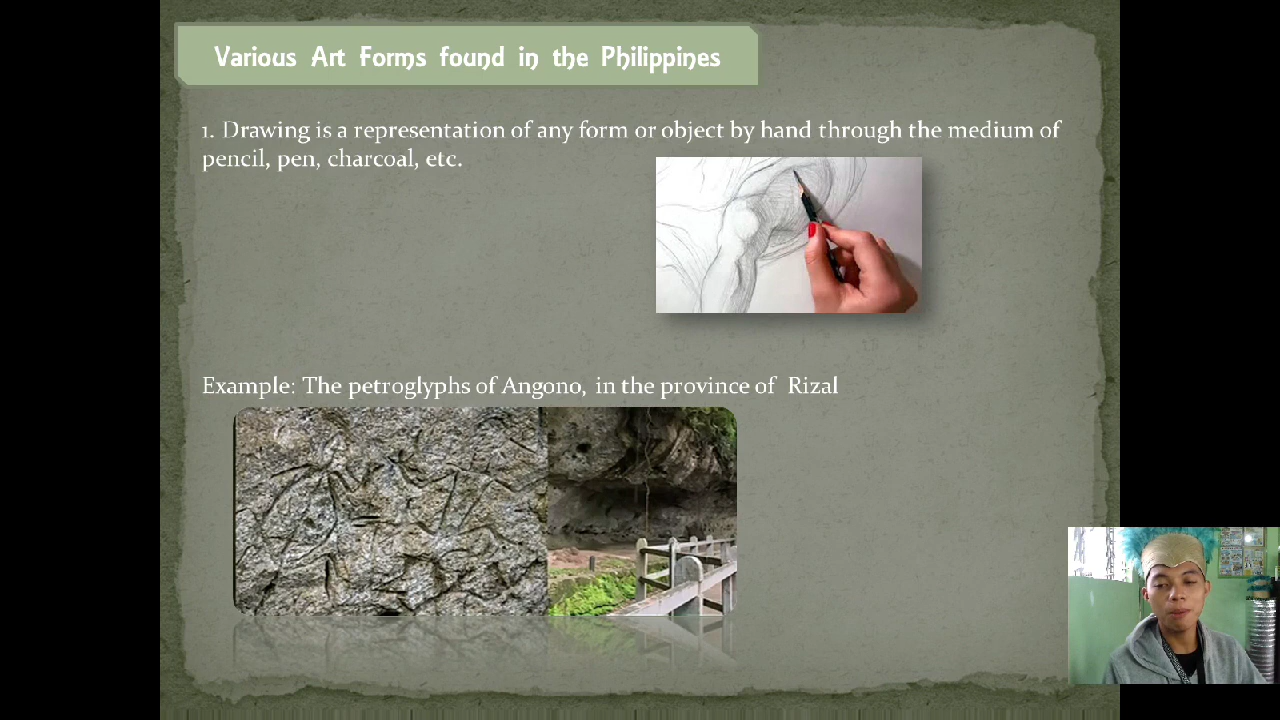 Various Art Forms found in the Philippines
1. Drawing is a representation of any form or object by hand through the medium of
pencil, pen, charcoal, etc.
Example: The petroglyphs of Angono, in the province of Rizal